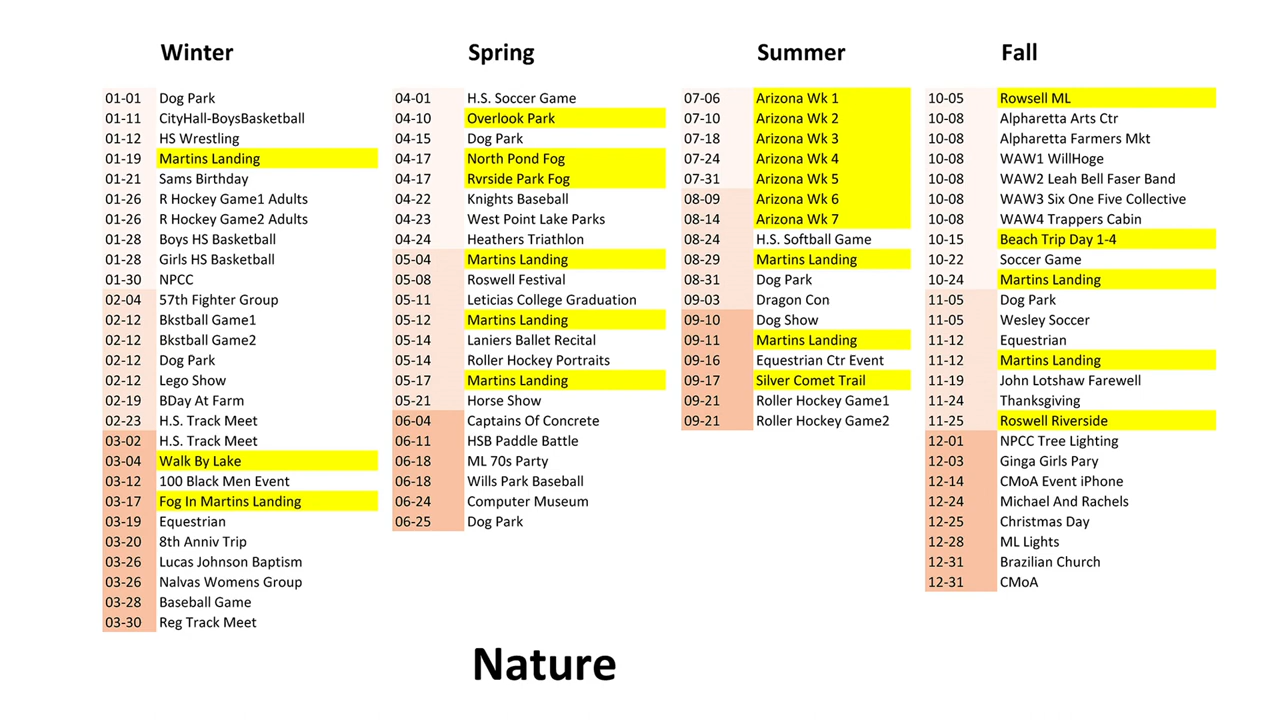 Winter
01-01 Dog Park
01-11 CityHall-BoysBasketball
01-12 HS Wrestling
01-19 Martins Landing
01-21 Sams Birthday
01-26 R Hockey Game1 Adults
01-26 R Hockey Game2 Adults
01-28 Boys HS Basketball
01-28 Girls HS Basketball
01-30 NPCC
02-04 57th Fighter Group
02-12 Bkstball Game1
02-12 Bkstball Game2
02-12 Dog Park
02-12 Lego Show
02-19 BDay At Farm
02-23 H.S. Track Meet
03-02 H.S. Track Meet
03-04 Walk By Lake
03-12 100 Black Men Event
03-17 Fog In Martins Landing
03-19 Equestrian
03-20 8th Anniv Trip
03-26 Lucas Johnson Baptism
03-26 Nalvas Womens Group
03-28 Baseball Game
03-30 Reg Track Meet
Spring
04-01 H.S. Soccer Game
04-10 Overlook Park
04-15 Dog Park
04-17 North Pond Fog
04-17 Rvrside Park Fog
04-22 Knights Baseball
04-23 West Point Lake Parks
04-24 Heathers Triathlon
05-04 Martins Landing
05-08 Roswell Festival
05-11 Leticias College Graduation
05-12 Martins Landing
05-14 Laniers Ballet Recital
05-14 Roller Hockey Portraits
05-17 Martins Landing
05-21 Horse Show
06-04 Captains Of Concrete
06-11 HSB Paddle Battle
06-18 ML 70s Party
06-18 Wills Park Baseball
06-24 Computer Museum
06-25 Dog Park
Summer
07-06 Arizona Wk 1
07-10 Arizona Wk 2
07-18 Arizona Wk 3
07-24 Arizona Wk 4
07-31 Arizona Wk 5
08-09 Arizona Wk 6
08-14 Arizona Wk 7
08-24 H.S. Softball Game
08-29 Martins Landing
08-31 Dog Park
09-03 Dragon Con
09-10 Dog Show
09-11 Martins Landing
09-16 Equestrian Ctr Event
09-17 Silver Comet Trail
09-21 Roller Hockey Game1
09-21 Roller Hockey Game2
Fall
10-05 Rowsell ML
10-08 Alpharetta Arts Ctr
10-08 Alpharetta Farmers Mkt
10-08 WAW1 WillHoge
10-08 WAW2 Leah Bell Faser Band
10-08 WAW3 Six One Five Collective
10-08 WAW4 Trappers Cabin
10-15 Beach Trip Day 1-4
10-22 Soccer Game
10-24 Martins Landing
11-05 Dog Park
11-05 Wesley Soccer
11-12 Equestrian
11-12 Martins Landing
11-19 John Lotshaw Farewell
11-24 Thanksgiving
11-25 Roswell Riverside
12-01 NPCC Tree Lighting
12-03 Ginga Girls Pary
12-14 CMoA Event iPhone
12-24 Michael And Rachels
12-25 Christmas Day
12-28 ML Lights
12-31 Brazilian Church
12-31 CMoA
Nature